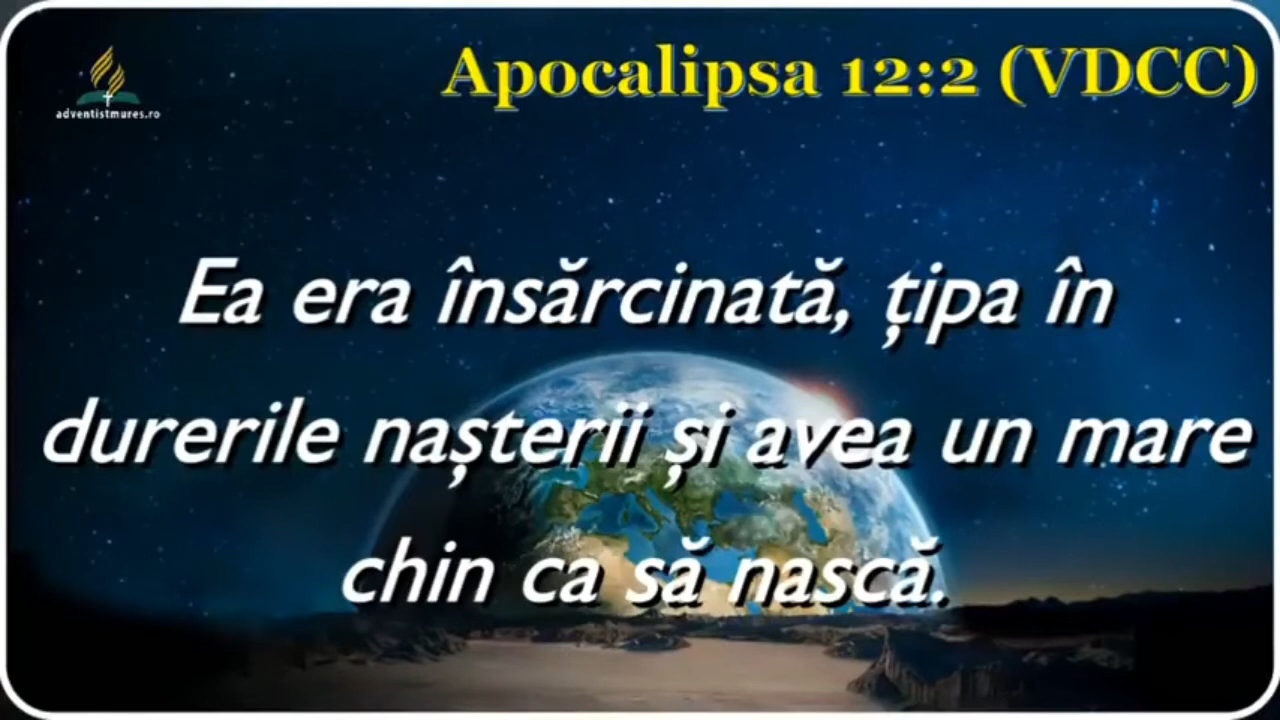 Apocalipsa 12:2 (VDCC)
adventistmures.ro
Ea era însărcinată, țipa în
durerile nașterii și avea un mare
chin ca să nască.